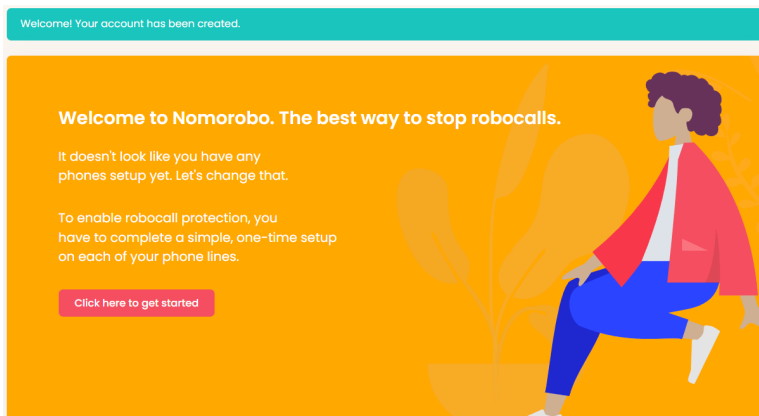 Welcome! Your account has been created.
Welcome to Nomorobo. The best way to stop robocalls.
It doesn't look like you have any
phones setup yet. Let's change that.
To enable robocall protection, you
have to complete a simple, one-time setup
on each of your phone lines.
Click here to get started